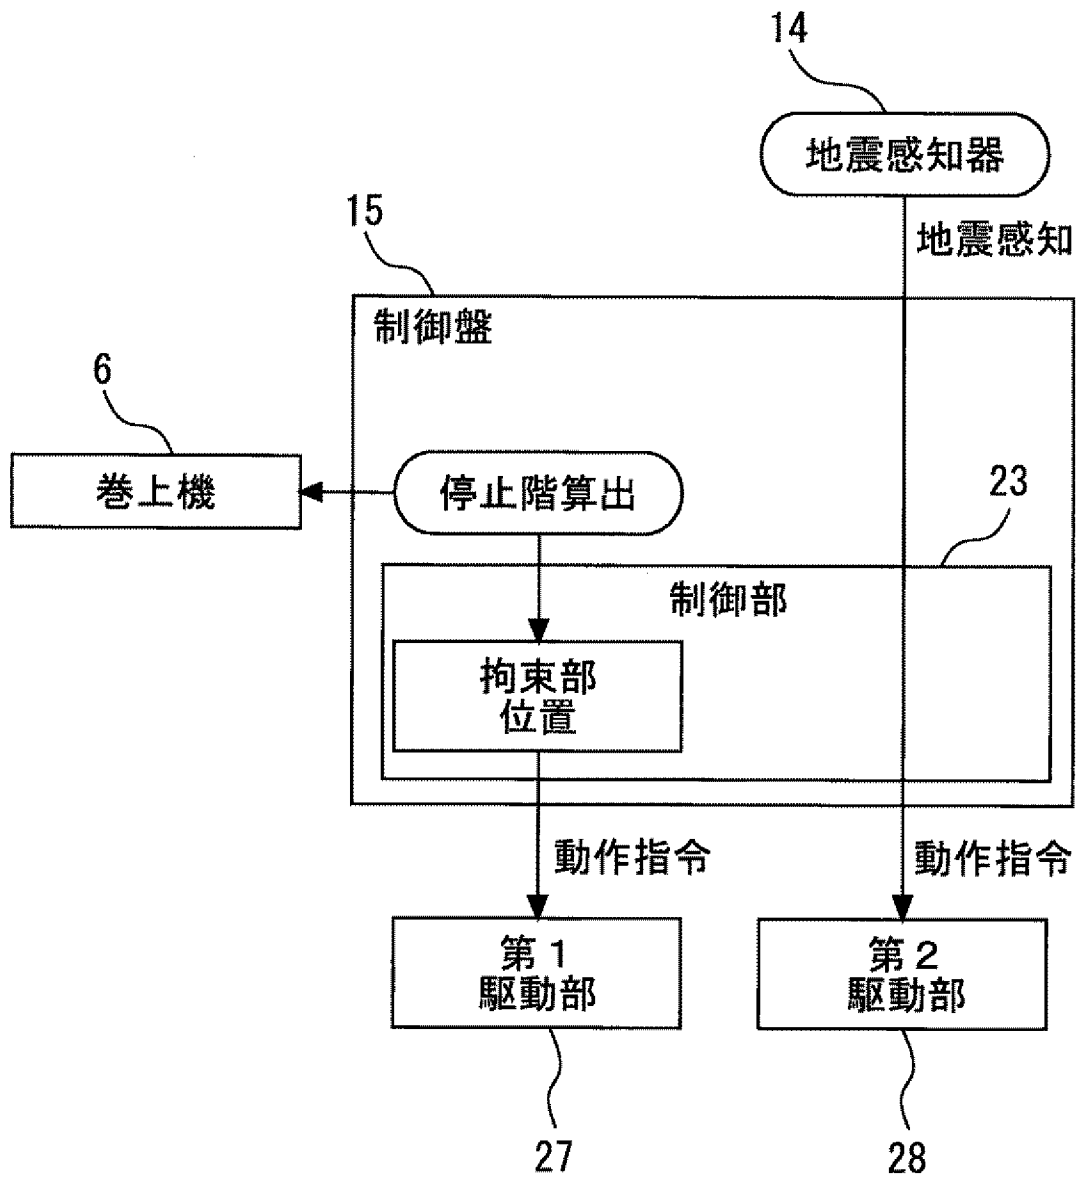 14
地震感知器
15
地震感知
制御盤
6
巻上機
停止階算出
23
制御部
拘束部
位置
動作指令
動作指令
第１
駆動部
第２
駆動部
27
28